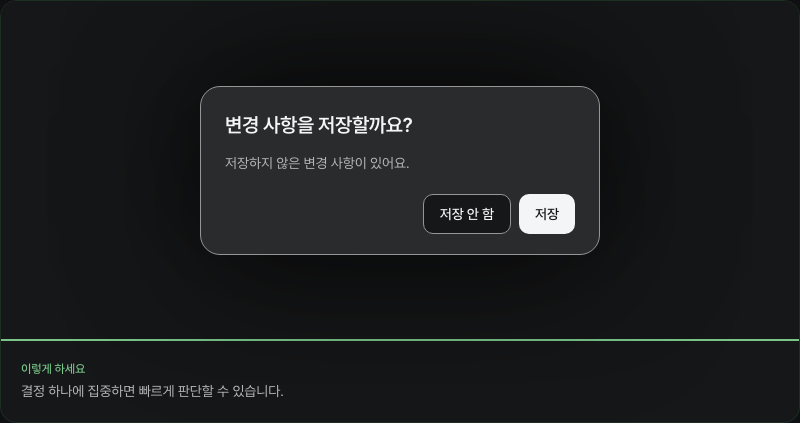 변경 사항을 저장할까요?
저장하지 않은 변경 사항이 있어요.
저장 안 함
저장
이렇게 하세요
결정 하나에 집중하면 빠르게 판단할 수 있습니다.